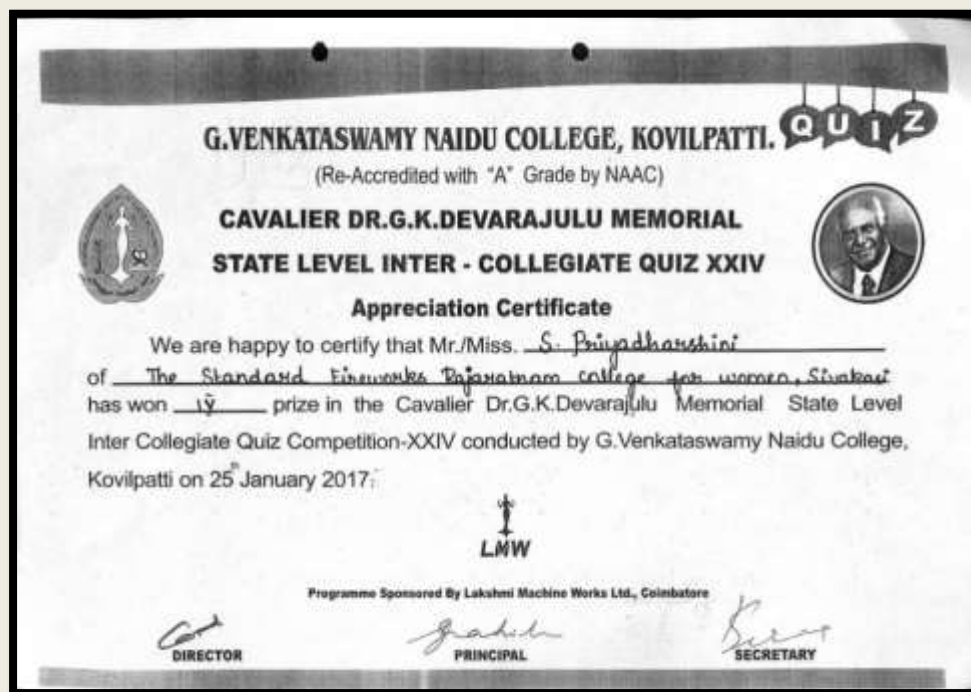 QUIZ
G.VENKATASWAMY NAIDU COLLEGE, KOVILPATTI.
(Re-Accredited with "A" Grade by NAAC)
CAVALIER DR.G.K.DEVARAJULU MEMORIAL
STATE LEVEL INTER - COLLEGIATE QUIZ XXIV
Appreciation Certificate
We are happy to certify that Mr./Miss. S. Priyadharshini
of The Standard Fireworks Rajaratnam college for women, Sivakasi
has won prize in the Cavalier Dr.G.K.Devarajulu Memorial State Level
Inter Collegiate Quiz Competition-XXIV conducted by G.Venkataswamy Naidu College,
Kovilpatti on 25th January 2017.
LMW
Programme Sponsored By Lakshmi Machine Works Ltd., Coimbatore
DIRECTOR PRINCIPAL SECRETARY